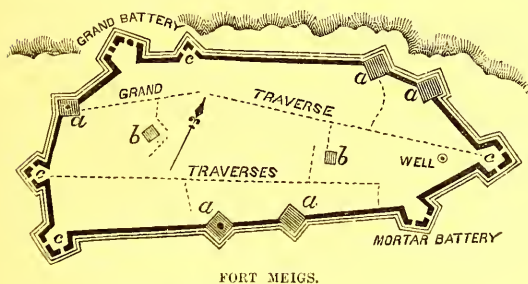 GRAND BATTERY
c
a
a
a
GRAND
TRAVERSE
b
b
WELL
c
c
TRAVERSES
a
a
c
MORTAR BATTERY
FORT MEIGS.